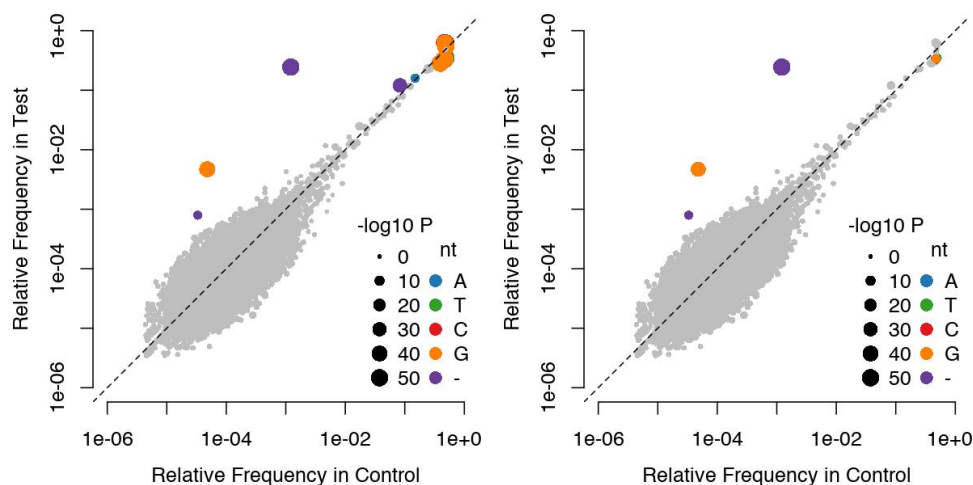 1e+0
1e-02
1e-04
1e-06
Relative Frequency in Test
-log10 P
nt
0
10 A
20 T
30 C
40 G
50 -
1e-06 1e-04 1e-02 1e+0
Relative Frequency in Control
1e+0
1e-02
1e-04
1e-06
Relative Frequency in Test
-log10 P
nt
0
10 A
20 T
30 C
40 G
50 -
1e-06 1e-04 1e-02 1e+0
Relative Frequency in Control